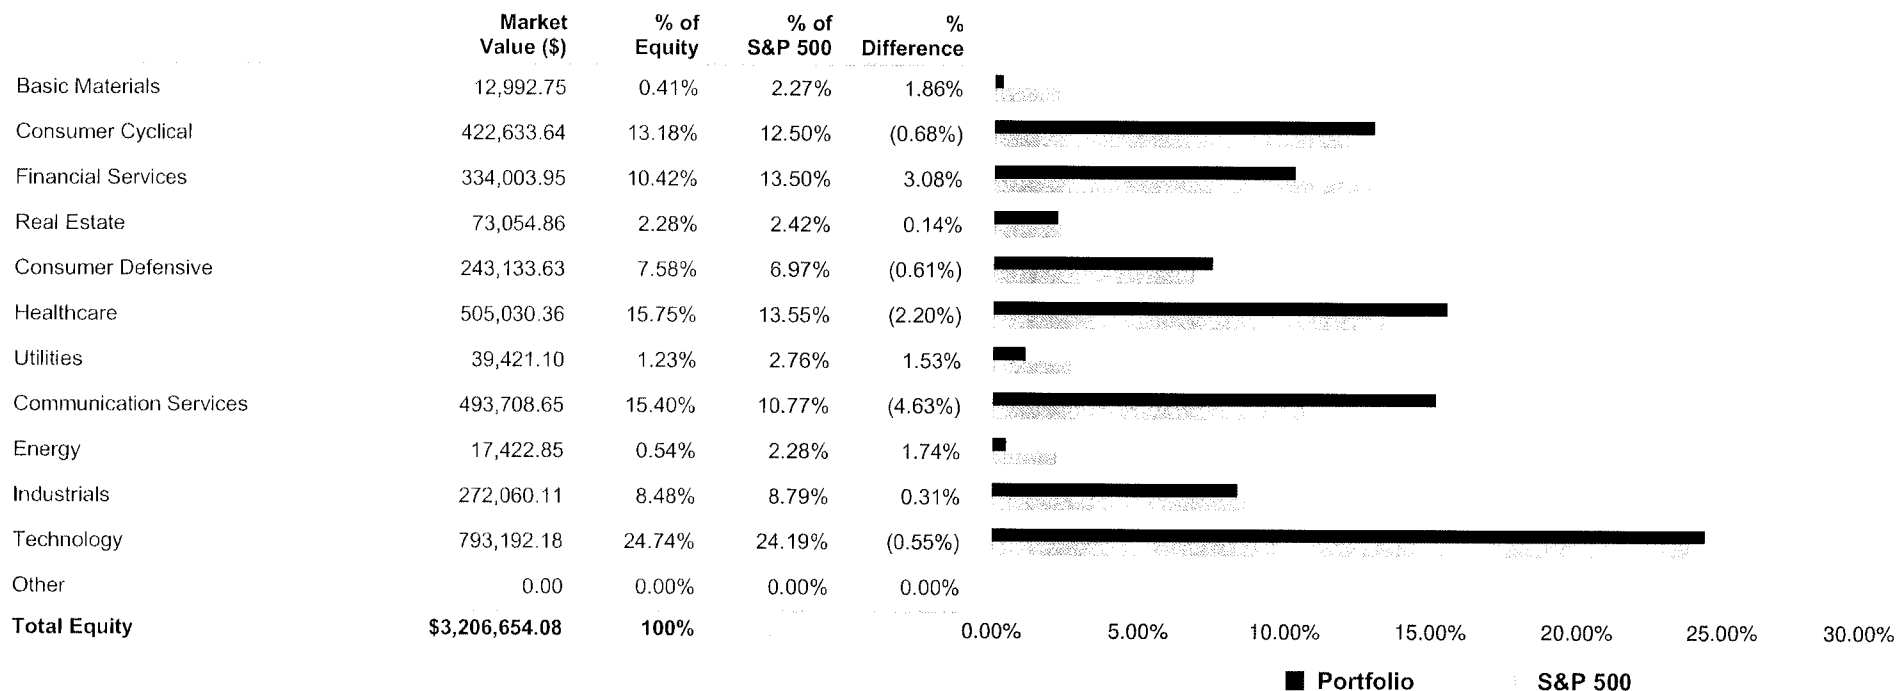 Market % of % of %
Value ($) Equity S&P 500 Difference
Basic Materials 12,992.75 0.41% 2.27% 1.86%
Consumer Cyclical 422,633.64 13.18% 12.50% (0.68%)
Financial Services 334,003.95 10.42% 13.50% 3.08%
Real Estate 73,054.86 2.28% 2.42% 0.14%
Consumer Defensive 243,133.63 7.58% 6.97% (0.61%)
Healthcare 505,030.36 15.75% 13.55% (2.20%)
Utilities 39,421.10 1.23% 2.76% 1.53%
Communication Services 493,708.65 15.40% 10.77% (4.63%)
Energy 17,422.85 0.54% 2.28% 1.74%
Industrials 272,060.11 8.48% 8.79% 0.31%
Technology 793,192.18 24.74% 24.19% (0.55%)
Other 0.00 0.00% 0.00% 0.00%
Total Equity $3,206,654.08 100% 0.00% 5.00% 10.00% 15.00% 20.00% 25.00% 30.00%
Portfolio S&P 500